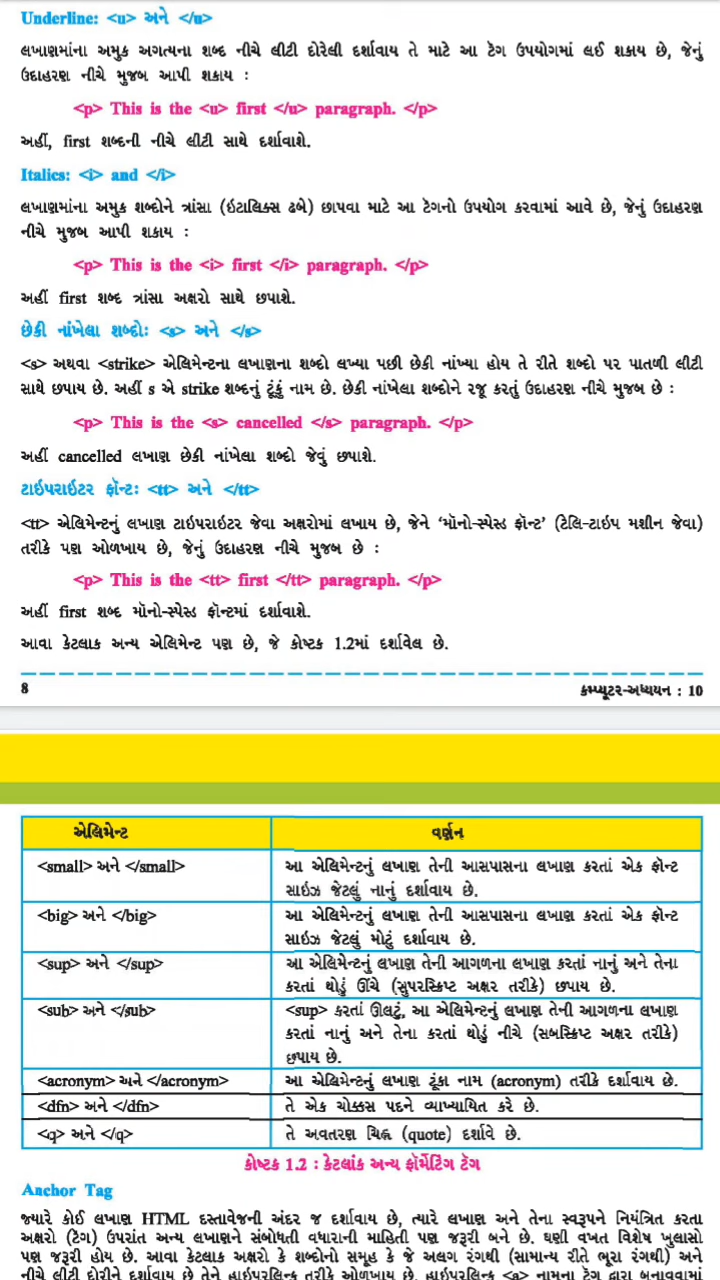 Underline: <u> અને </u>
લખાણમાંના અમુક અગત્યના શબ્દ નીચે લીટી દોરેલી દર્શાવાય તે માટે આ ટૅગ ઉપયોગમાં લઈ શકાય છે, જેનું
ઉદાહરણ નીચે મુજબ આપી શકાય :
<p> This is the <u> first </u> paragraph. </p>
અહીં, first શબ્દની નીચે લીટી સાથે દર્શાવાશે.
Italics: <i> and </i>
લખાણમાંના અમુક શબ્દોને ત્રાંસા (ઇટાલિક્સ ઢબે) છાપવા માટે આ ટૅગનો ઉપયોગ કરવામાં આવે છે, જેનું ઉદાહરણ
નીચે મુજબ આપી શકાય :
<p> This is the <i> first </i> paragraph. </p>
અહીં first શબ્દ ત્રાંસા અક્ષરો સાથે છપાશે.
છેકી નાંખેલા શબ્દો: <s> અને </s>
<s> અથવા <strike> એલિમેન્ટના લખાણના શબ્દો લખ્યા પછી છેકી નાંખ્યા હોય તે રીતે શબ્દો પર પાતળી લીટી
સાથે છપાય છે. અહીં s એ strike શબ્દનું ટૂંકું નામ છે. છેકી નાંખેલા શબ્દોને રજૂ કરતું ઉદાહરણ નીચે મુજબ છે :
<p> This is the <s> cancelled </s> paragraph. </p>
અહીં cancelled લખાણ છેકી નાંખેલા શબ્દો જેવું છપાશે.
ટાઇપરાઇટર ફૉન્ટ: <tt> અને </tt>
<tt> એલિમેન્ટનું લખાણ ટાઇપરાઇટર જેવા અક્ષરોમાં લખાય છે, જેને ‘મૉનો-સ્પેસ્ડ ફૉન્ટ’ (ટેલિ-ટાઇપ મશીન જેવા)
તરીકે પણ ઓળખાય છે, જેનું ઉદાહરણ નીચે મુજબ છે :
<p> This is the <tt> first </tt> paragraph. </p>
અહીં first શબ્દ મૉનો-સ્પેસ્ડ ફૉન્ટમાં દર્શાવાશે.
આવા કેટલાક અન્ય એલિમેન્ટ પણ છે, જે કોષ્ટક 1.2માં દર્શાવેલ છે.
8 કમ્પ્યૂટર-અધ્યયન : 10
એલિમેન્ટ વર્ણન
<small> અને </small> આ એલિમેન્ટનું લખાણ તેની આસપાસના લખાણ કરતાં એક ફૉન્ટ
સાઇઝ જેટલું નાનું દર્શાવાય છે.
<big> અને </big> આ એલિમેન્ટનું લખાણ તેની આસપાસના લખાણ કરતાં એક ફૉન્ટ
સાઇઝ જેટલું મોટું દર્શાવાય છે.
<sup> અને </sup> આ એલિમેન્ટનું લખાણ તેની આગળના લખાણ કરતાં નાનું અને તેના
કરતાં થોડું ઊંચે (સુપરસ્ક્રિપ્ટ અક્ષર તરીકે) છપાય છે.
<sub> અને </sub> <sup> કરતાં ઊલટું, આ એલિમેન્ટનું લખાણ તેની આગળના લખાણ
કરતાં નાનું અને તેના કરતાં થોડું નીચે (સબસ્ક્રિપ્ટ અક્ષર તરીકે)
છપાય છે.
<acronym> અને </acronym> આ એલિમેન્ટનું લખાણ ટૂંકા નામ (acronym) તરીકે દર્શાવાય છે.
<dfn> અને </dfn> તે એક ચોક્કસ પદને વ્યાખ્યાયિત કરે છે.
<q> અને </q> તે અવતરણ ચિહ્ન (quote) દર્શાવે છે.
કોષ્ટક 1.2 : કેટલાંક અન્ય ફૉર્મેટિંગ ટૅગ
Anchor Tag
જ્યારે કોઈ લખાણ HTML દસ્તાવેજની અંદર જ દર્શાવાય છે, ત્યારે લખાણ અને તેના સ્વરૂપને નિયંત્રિત કરતા
અક્ષરો (ટૅગ) ઉપરાંત અન્ય લખાણને સંબોધતી વધારાની માહિતી પણ જરૂરી બને છે. ઘણી વખત વિશેષ ખુલાસો
પણ જરૂરી હોય છે. આવા કેટલાક અક્ષરો કે શબ્દોનો સમૂહ કે જે અલગ રંગથી (સામાન્ય રીતે ભૂરા રંગથી) અને
નીચે લીટી દોરીને દર્શાવાય છે તેને હાઇપરલિન્ક તરીકે ઓળખાય છે. હાઇપરલિન્ક <a> નામના ટૅગ દ્વારા બનાવવામાં